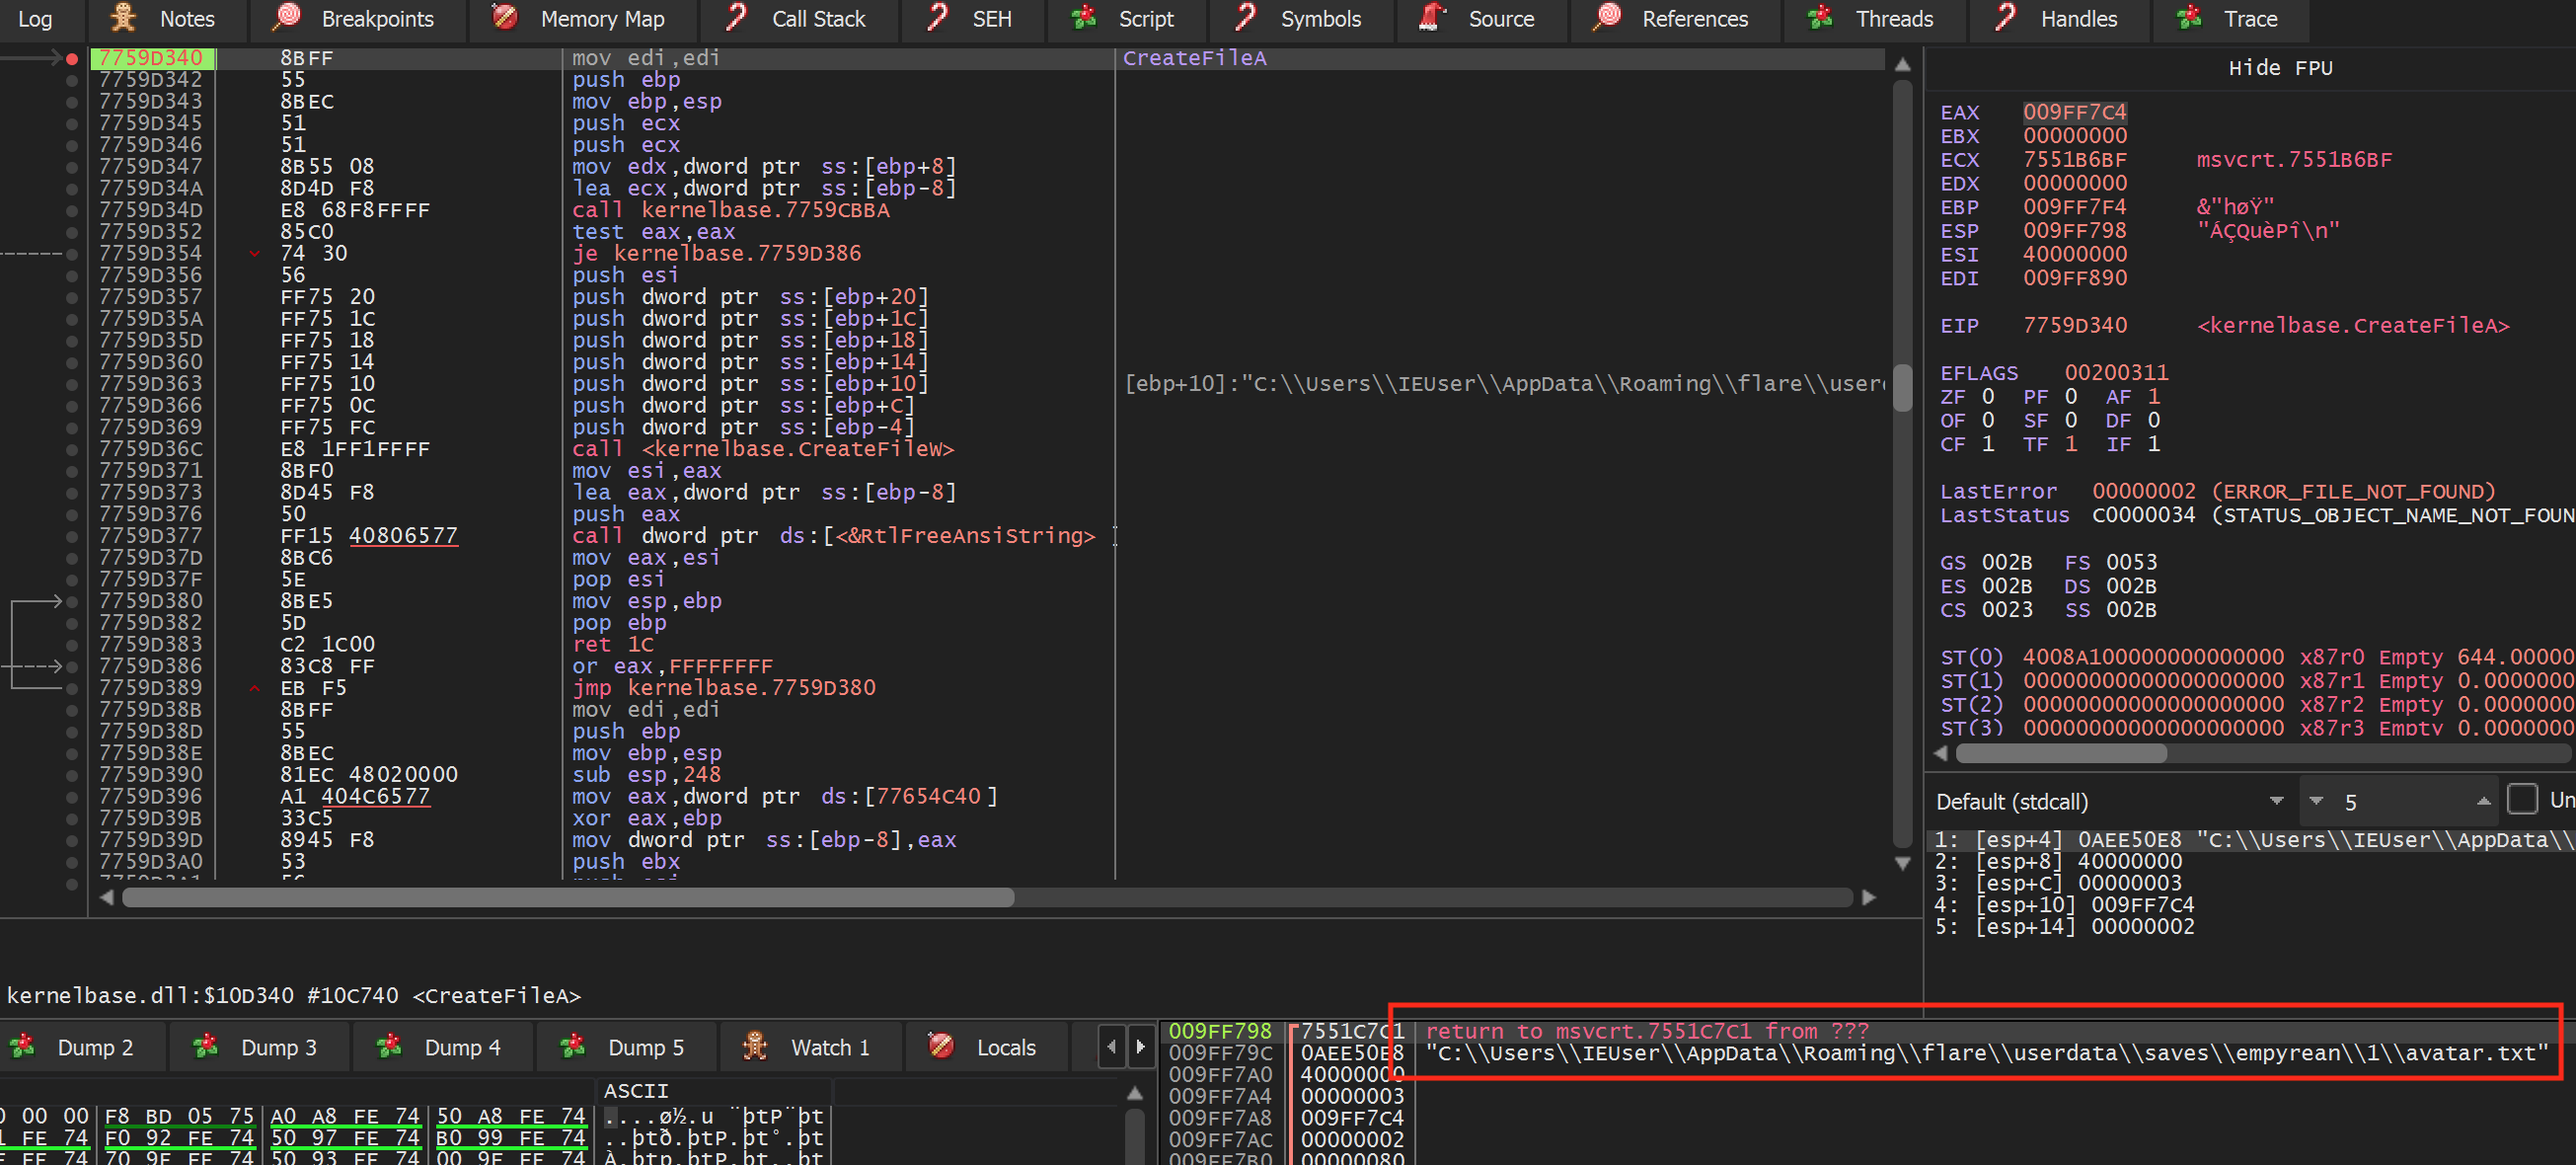 Log Notes Breakpoints Memory Map Call Stack SEH Script Symbols Source References Threads Handles Trace
7759D340 8BFF mov edi,edi CreateFileA
7759D342 55 push ebp
7759D343 8BEC mov ebp,esp
7759D345 51 push ecx
7759D346 51 push ecx
7759D347 8B55 08 mov edx,dword ptr ss:[ebp+8]
7759D34A 8D4D F8 lea ecx,dword ptr ss:[ebp-8]
7759D34D E8 68F8FFFF call kernelbase.7759CBBA
7759D352 85C0 test eax,eax
7759D354 74 30 je kernelbase.7759D386
7759D356 56 push esi
7759D357 FF75 20 push dword ptr ss:[ebp+20]
7759D35A FF75 1C push dword ptr ss:[ebp+1C]
7759D35D FF75 18 push dword ptr ss:[ebp+18]
7759D360 FF75 14 push dword ptr ss:[ebp+14]
7759D363 FF75 10 push dword ptr ss:[ebp+10] [ebp+10]:"C:\\Users\\IEUser\\AppData\\Roaming\\flare\\user
7759D366 FF75 0C push dword ptr ss:[ebp+C]
7759D369 FF75 FC push dword ptr ss:[ebp-4]
7759D36C E8 1FF1FFFF call <kernelbase.CreateFileW>
7759D371 8BF0 mov esi,eax
7759D373 8D45 F8 lea eax,dword ptr ss:[ebp-8]
7759D376 50 push eax
7759D377 FF15 40806577 call dword ptr ds:[<&RtlFreeAnsiString>
7759D37D 8BC6 mov eax,esi
7759D37F 5E pop esi
7759D380 8BE5 mov esp,ebp
7759D382 5D pop ebp
7759D383 C2 1C00 ret 1C
7759D386 83C8 FF or eax,FFFFFFFF
7759D389 EB F5 jmp kernelbase.7759D380
7759D38B 8BFF mov edi,edi
7759D38D 55 push ebp
7759D38E 8BEC mov ebp,esp
7759D390 81EC 48020000 sub esp,248
7759D396 A1 404C6577 mov eax,dword ptr ds:[77654C40]
7759D39B 33C5 xor eax,ebp
7759D39D 8945 F8 mov dword ptr ss:[ebp-8],eax
7759D3A0 53 push ebx
Hide FPU
EAX 009FF7C4
EBX 00000000
ECX 7551B6BF msvcrt.7551B6BF
EDX 00000000
EBP 009FF7F4 &"høŸ"
ESP 009FF798 "ÁÇQuèPî\n"
ESI 40000000
EDI 009FF890
EIP 7759D340 <kernelbase.CreateFileA>
EFLAGS 00200311
ZF 0 PF 0 AF 1
OF 0 SF 0 DF 0
CF 1 TF 1 IF 1
LastError 00000002 (ERROR_FILE_NOT_FOUND)
LastStatus C0000034 (STATUS_OBJECT_NAME_NOT_FOUN
GS 002B FS 0053
ES 002B DS 002B
CS 0023 SS 002B
ST(0) 4008A100000000000000 x87r0 Empty 644.00000
ST(1) 00000000000000000000 x87r1 Empty 0.0000000
ST(2) 00000000000000000000 x87r2 Empty 0.0000000
ST(3) 00000000000000000000 x87r3 Empty 0.0000000
Default (stdcall) 5 Un
1: [esp+4] 0AEE50E8 "C:\\Users\\IEUser\\AppData\\
2: [esp+8] 40000000
3: [esp+C] 00000003
4: [esp+10] 009FF7C4
5: [esp+14] 00000002
kernelbase.dll:$10D340 #10C740 <CreateFileA>
Dump 2 Dump 3 Dump 4 Dump 5 Watch 1 Locals
ASCII
0 00 00 F8 BD 05 75 A0 A8 FE 74 50 A8 FE 74 ....ø½.u ¨þtP¨þt
FE 74 F0 92 FE 74 50 97 FE 74 B0 99 FE 74 ..þtð.þtP.þt°.þt
FE 74 70 9E FE 74 50 93 FE 74 00 9E FE 74 À.þtp.þtP.þt..þt
009FF798 7551C7C1 return to msvcrt.7551C7C1 from ???
009FF79C 0AEE50E8 "C:\\Users\\IEUser\\AppData\\Roaming\\flare\\userdata\\saves\\empyrean\\1\\avatar.txt"
009FF7A0 40000000
009FF7A4 00000003
009FF7A8 009FF7C4
009FF7AC 00000002
009FF7B0 00000080